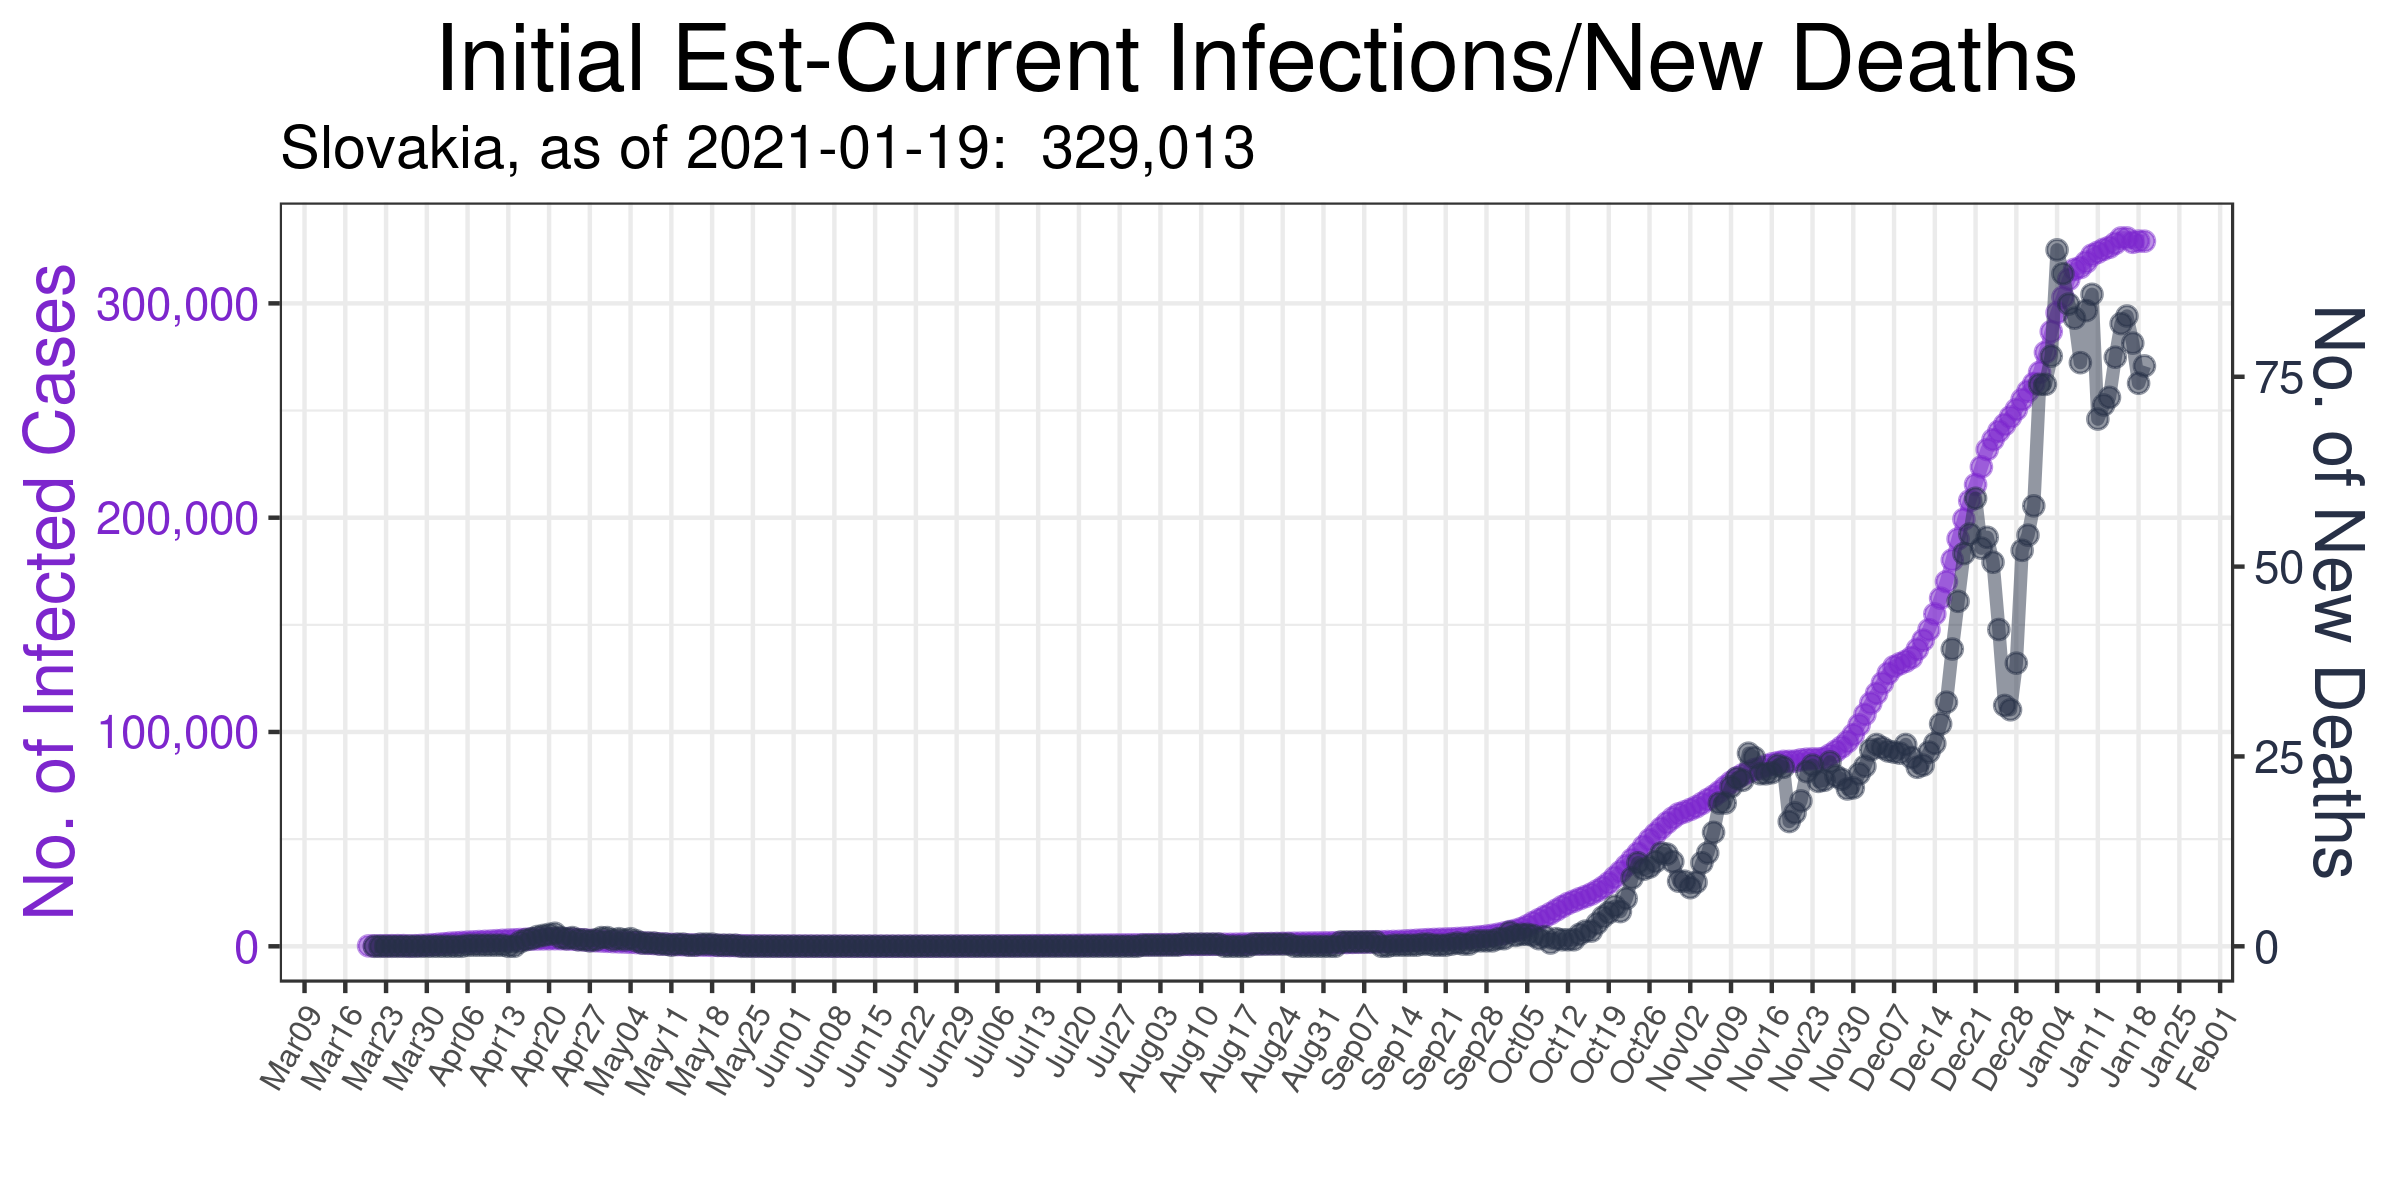 Initial Est-Current Infections/New Deaths
Slovakia, as of 2021-01-19:  329,013
No. of Infected Cases
300,000
200,000
100,000
0
No. of New Deaths
75
50
25
0
Mar09
Mar16
Mar23
Mar30
Apr06
Apr13
Apr20
Apr27
May04
May11
May18
May25
Jun01
Jun08
Jun15
Jun22
Jun29
Jul06
Jul13
Jul20
Jul27
Aug03
Aug10
Aug17
Aug24
Aug31
Sep07
Sep14
Sep21
Sep28
Oct05
Oct12
Oct19
Oct26
Nov02
Nov09
Nov16
Nov23
Nov30
Dec07
Dec14
Dec21
Dec28
Jan04
Jan11
Jan18
Jan25
Feb01